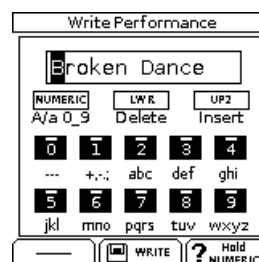 Write Performance
Broken Dance
NUMERIC LWR UP2
A/a 0_9 Delete Insert
0 1 2 3 4
--- +,-.; abc def ghi
5 6 7 8 9
jkl mno pqrs tuv wxyz
WRITE ? Hold NUMERIC